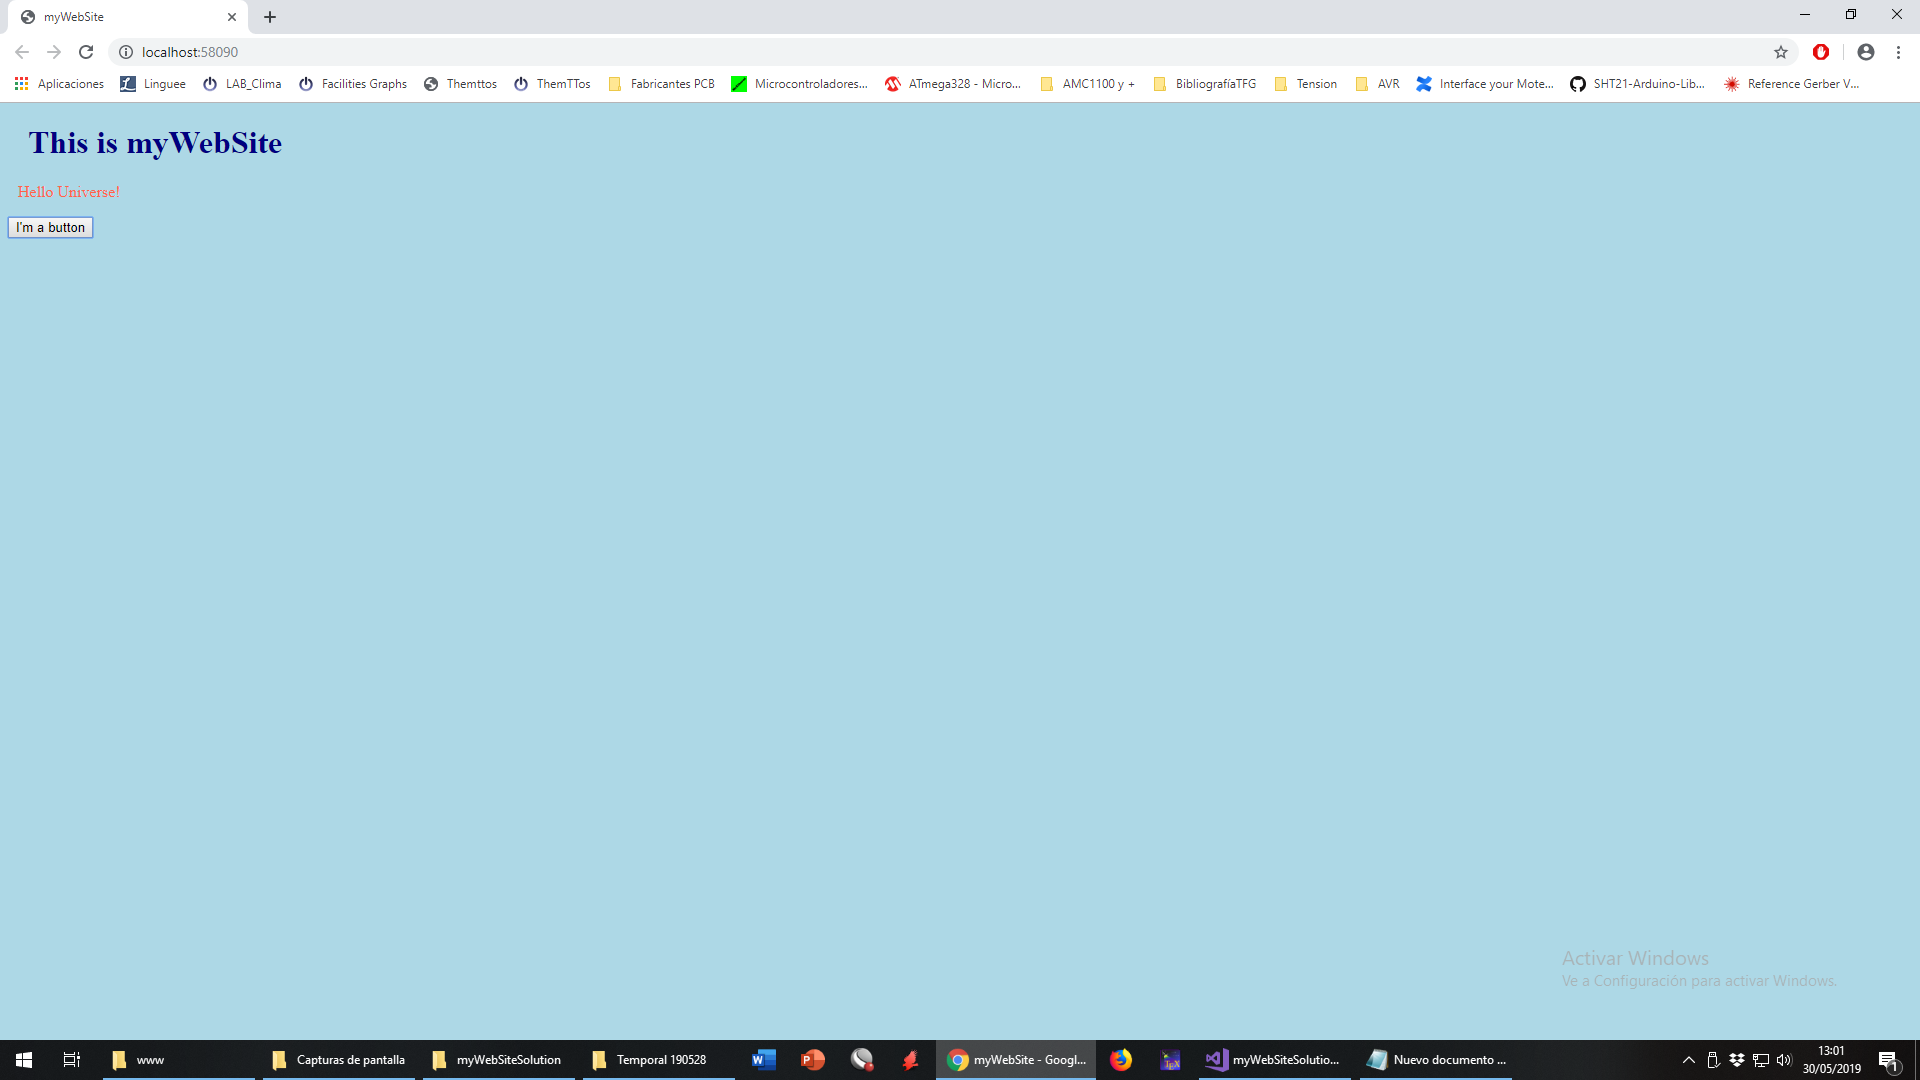 myWebSite
localhost:58090
Aplicaciones Linguee LAB_Clima Facilities Graphs Themttos ThemTTos Fabricantes PCB Microcontroladores... ATmega328 - Micro... AMC1100 y + BibliografíaTFG Tension AVR Interface your Mote... SHT21-Arduino-Lib... Reference Gerber V...
This is myWebSite
Hello Universe!
I'm a button
Activar Windows
Ve a Configuración para activar Windows.
www Capturas de pantalla myWebSiteSolution Temporal 190528 myWebSite - Googl... myWebSiteSolutio... Nuevo documento ...
13:01
30/05/2019
1